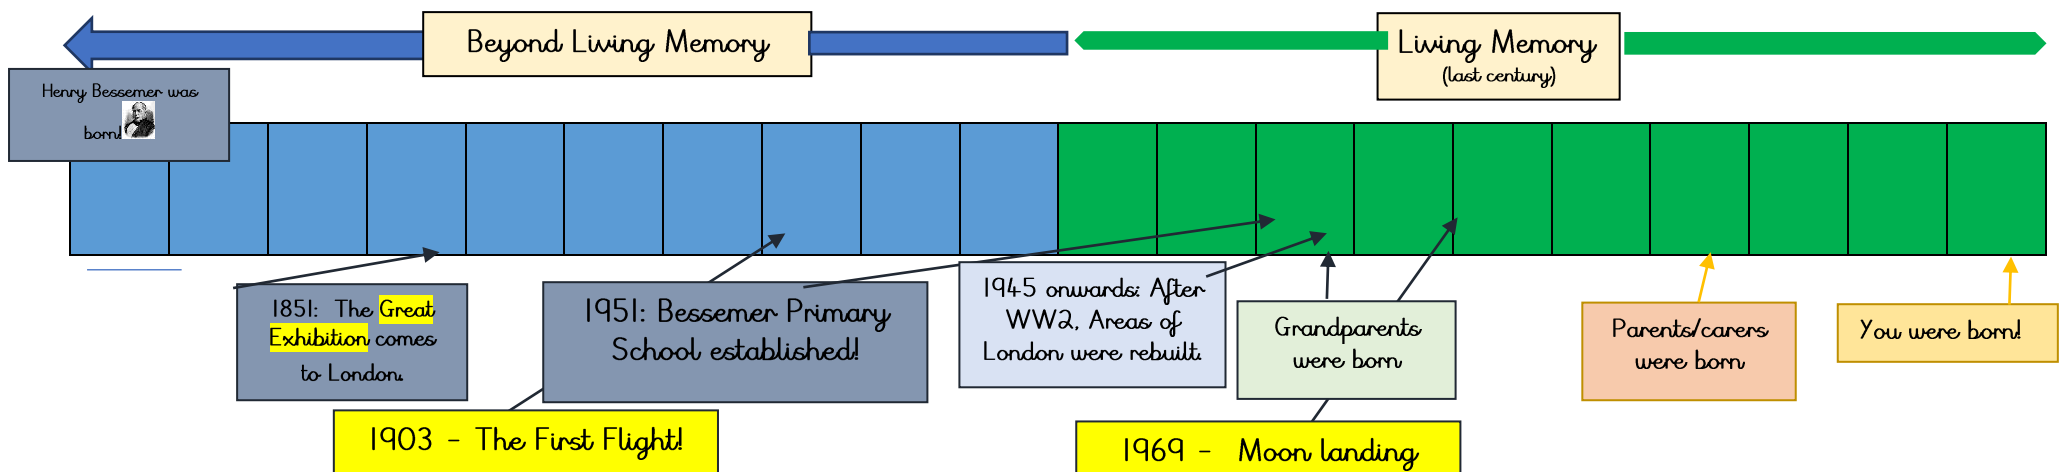 Beyond Living Memory
Living Memory
(last century)
Henry Bessemer was
born!
1851: The Great
Exhibition comes
to London.
1951: Bessemer Primary
School established!
1945 onwards: After
WW2, Areas of
London were rebuilt.
Grandparents
were born
Parents/carers
were born
You were born!
1903 - The First Flight!
1969 - Moon landing